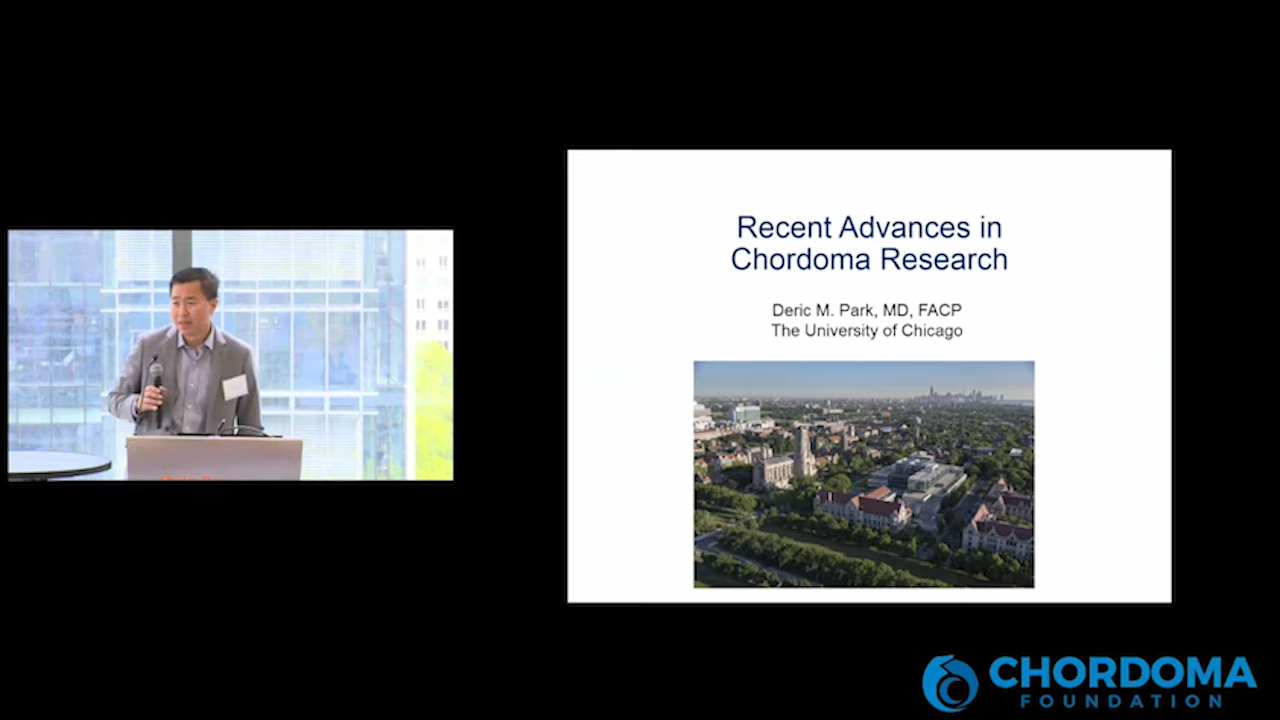 Recent Advances in
Chordoma Research
Deric M. Park, MD, FACP
The University of Chicago
CHORDOMA
FOUNDATION